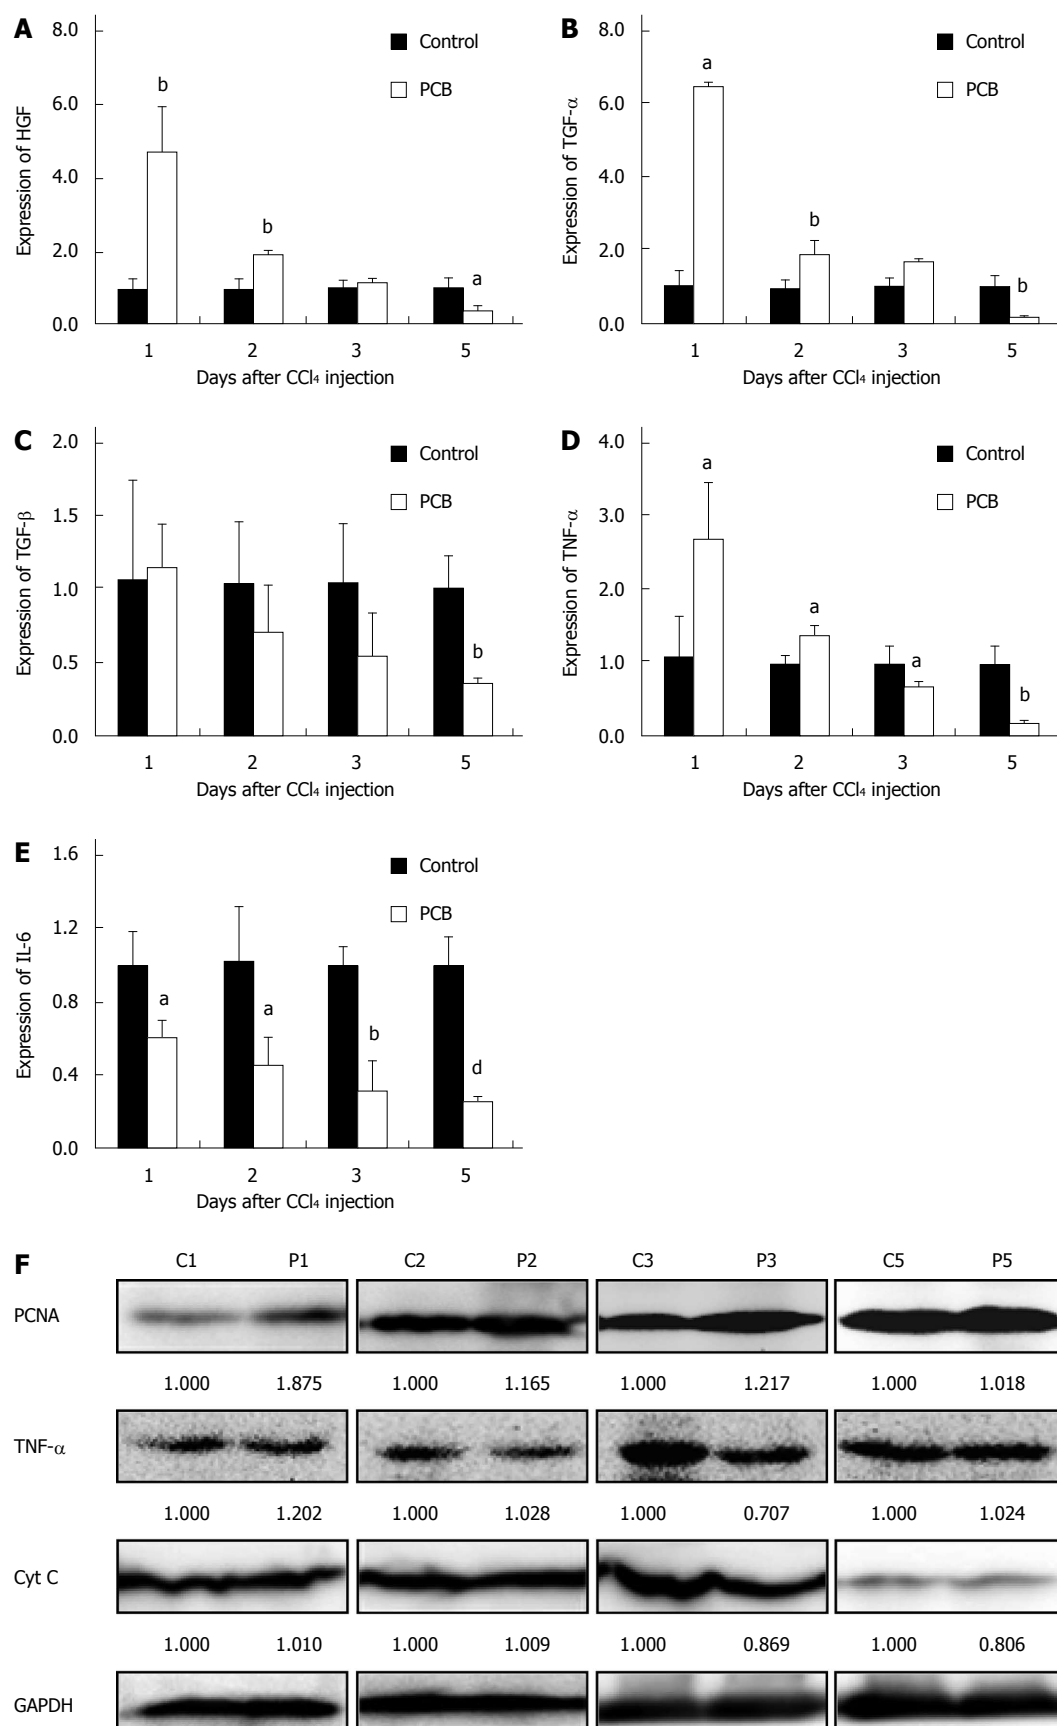 A
Expression of HGF
8.0
6.0
4.0
2.0
0.0
Control
PCB
b
b
a
1 2 3 5
Days after CCl₄ injection
B
Expression of TGF-α
8.0
6.0
4.0
2.0
0.0
Control
PCB
a
b
b
1 2 3 5
Days after CCl₄ injection
C
Expression of TGF-β
2.0
1.5
1.0
0.5
0.0
Control
PCB
b
1 2 3 5
Days after CCl₄ injection
D
Expression of TNF-α
4.0
3.0
2.0
1.0
0.0
Control
PCB
a
a
a
b
1 2 3 5
Days after CCl₄ injection
E
Expression of IL-6
1.6
1.2
0.8
0.4
0.0
Control
PCB
a
a
b
d
1 2 3 5
Days after CCl₄ injection
F
C1 P1 C2 P2 C3 P3 C5 P5
PCNA
1.000 1.875 1.000 1.165 1.000 1.217 1.000 1.018
TNF-α
1.000 1.202 1.000 1.028 1.000 0.707 1.000 1.024
Cyt C
1.000 1.010 1.000 1.009 1.000 0.869 1.000 0.806
GAPDH